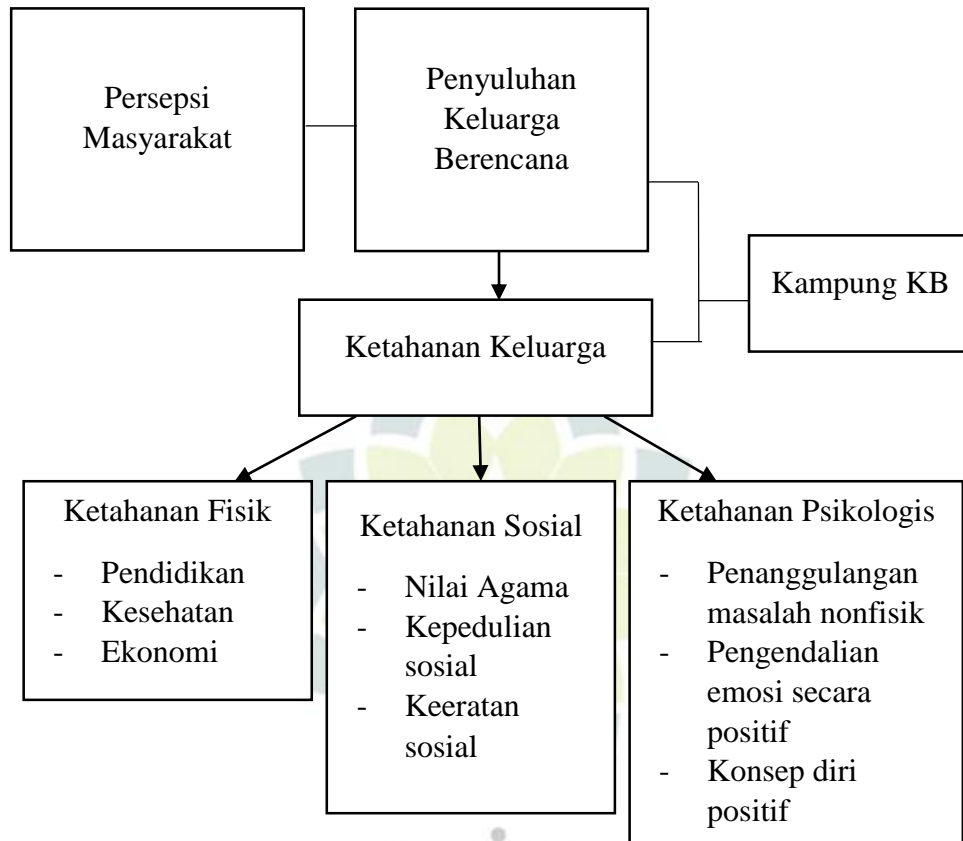 Persepsi
Masyarakat
Penyuluhan
Keluarga
Berencana
Kampung KB
Ketahanan Keluarga
Ketahanan Fisik
- Pendidikan
- Kesehatan
- Ekonomi
Ketahanan Sosial
- Nilai Agama
- Kepedulian
sosial
- Keeratan
sosial
Ketahanan Psikologis
- Penanggulangan
masalah nonfisik
- Pengendalian
emosi secara
positif
- Konsep diri
positif